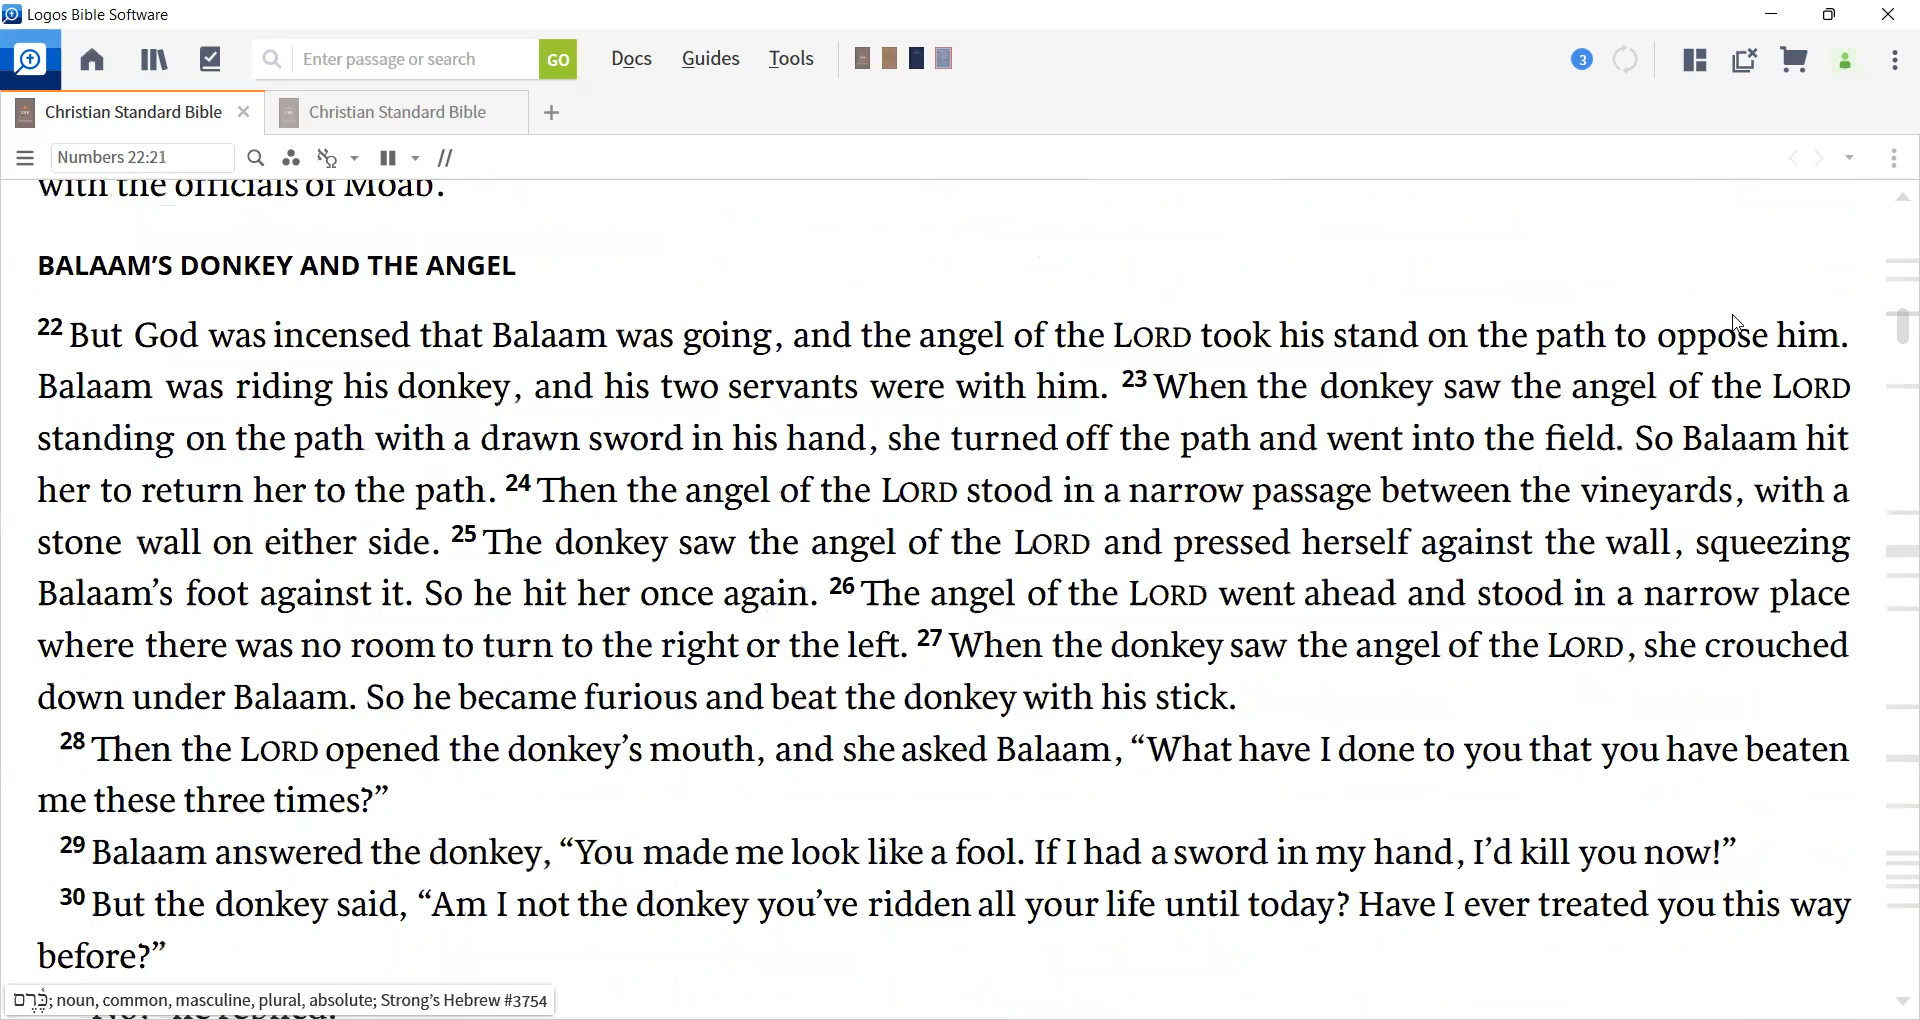 Logos Bible Software
Enter passage or search GO Docs Guides Tools 3
Christian Standard Bible Christian Standard Bible
Numbers 22:21
with the officials of Moab.
BALAAM’S DONKEY AND THE ANGEL
22 But God was incensed that Balaam was going, and the angel of the LORD took his stand on the path to oppose him.
Balaam was riding his donkey, and his two servants were with him. 23 When the donkey saw the angel of the LORD
standing on the path with a drawn sword in his hand, she turned off the path and went into the field. So Balaam hit
her to return her to the path. 24 Then the angel of the LORD stood in a narrow passage between the vineyards, with a
stone wall on either side. 25 The donkey saw the angel of the LORD and pressed herself against the wall, squeezing
Balaam’s foot against it. So he hit her once again. 26 The angel of the LORD went ahead and stood in a narrow place
where there was no room to turn to the right or the left. 27 When the donkey saw the angel of the LORD, she crouched
down under Balaam. So he became furious and beat the donkey with his stick.
28 Then the LORD opened the donkey’s mouth, and she asked Balaam, “What have I done to you that you have beaten
me these three times?”
29 Balaam answered the donkey, “You made me look like a fool. If I had a sword in my hand, I’d kill you now!”
30 But the donkey said, “Am I not the donkey you’ve ridden all your life until today? Have I ever treated you this way
before?”
; noun, common, masculine, plural, absolute; Strong’s Hebrew #3754